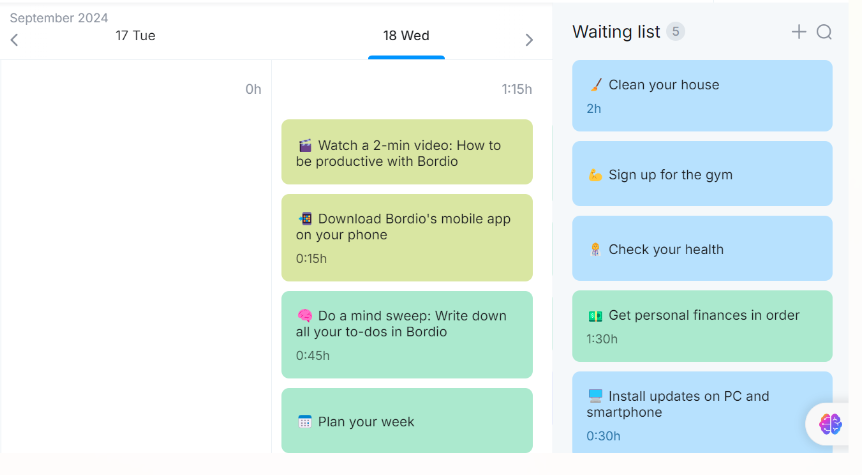 September 2024
17 Tue
18 Wed
0h
1:15h
Watch a 2-min video: How to
be productive with Bordio
Download Bordio's mobile app
on your phone
0:15h
Do a mind sweep: Write down
all your to-dos in Bordio
0:45h
Plan your week
Waiting list 5
Clean your house
2h
Sign up for the gym
Check your health
Get personal finances in order
1:30h
Install updates on PC and
smartphone
0:30h